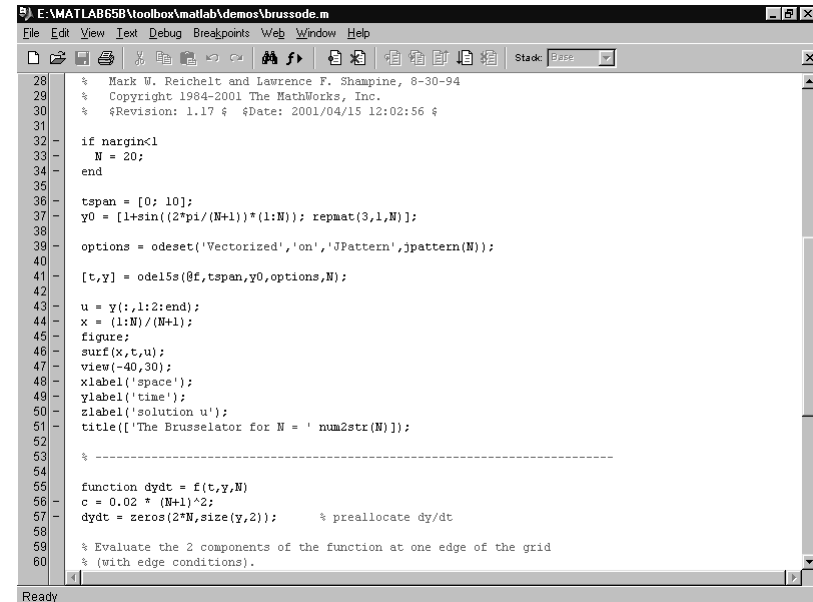 E:\MATLAB65B\toolbox\matlab\demos\brussode.m
File Edit View Text Debug Breakpoints Web Window Help
Stack: Base
28 %   Mark W. Reichelt and Lawrence F. Shampine, 8-30-94
29 %   Copyright 1984-2001 The MathWorks, Inc.
30 %   $Revision: 1.17 $  $Date: 2001/04/15 12:02:56 $
31
32 - if nargin<1
33 -   N = 20;
34 - end
35
36 - tspan = [0; 10];
37 - y0 = [1+sin((2*pi/(N+1))*(1:N)); repmat(3,1,N)];
38
39 - options = odeset('Vectorized','on','JPattern',jpattern(N));
40
41 - [t,y] = ode15s(@f,tspan,y0,options,N);
42
43 - u = y(:,1:2:end);
44 - x = (1:N)/(N+1);
45 - figure;
46 - surf(x,t,u);
47 - view(-40,30);
48 - xlabel('space');
49 - ylabel('time');
50 - zlabel('solution u');
51 - title(['The Brusselator for N = ' num2str(N)]);
52
53 % -------------------------------------------------------------------------
54
55 function dydt = f(t,y,N)
56 - c = 0.02 * (N+1)^2;
57 - dydt = zeros(2*N,size(y,2));      % preallocate dy/dt
58
59 % Evaluate the 2 components of the function at one edge of the grid
60 % (with edge conditions).
Ready